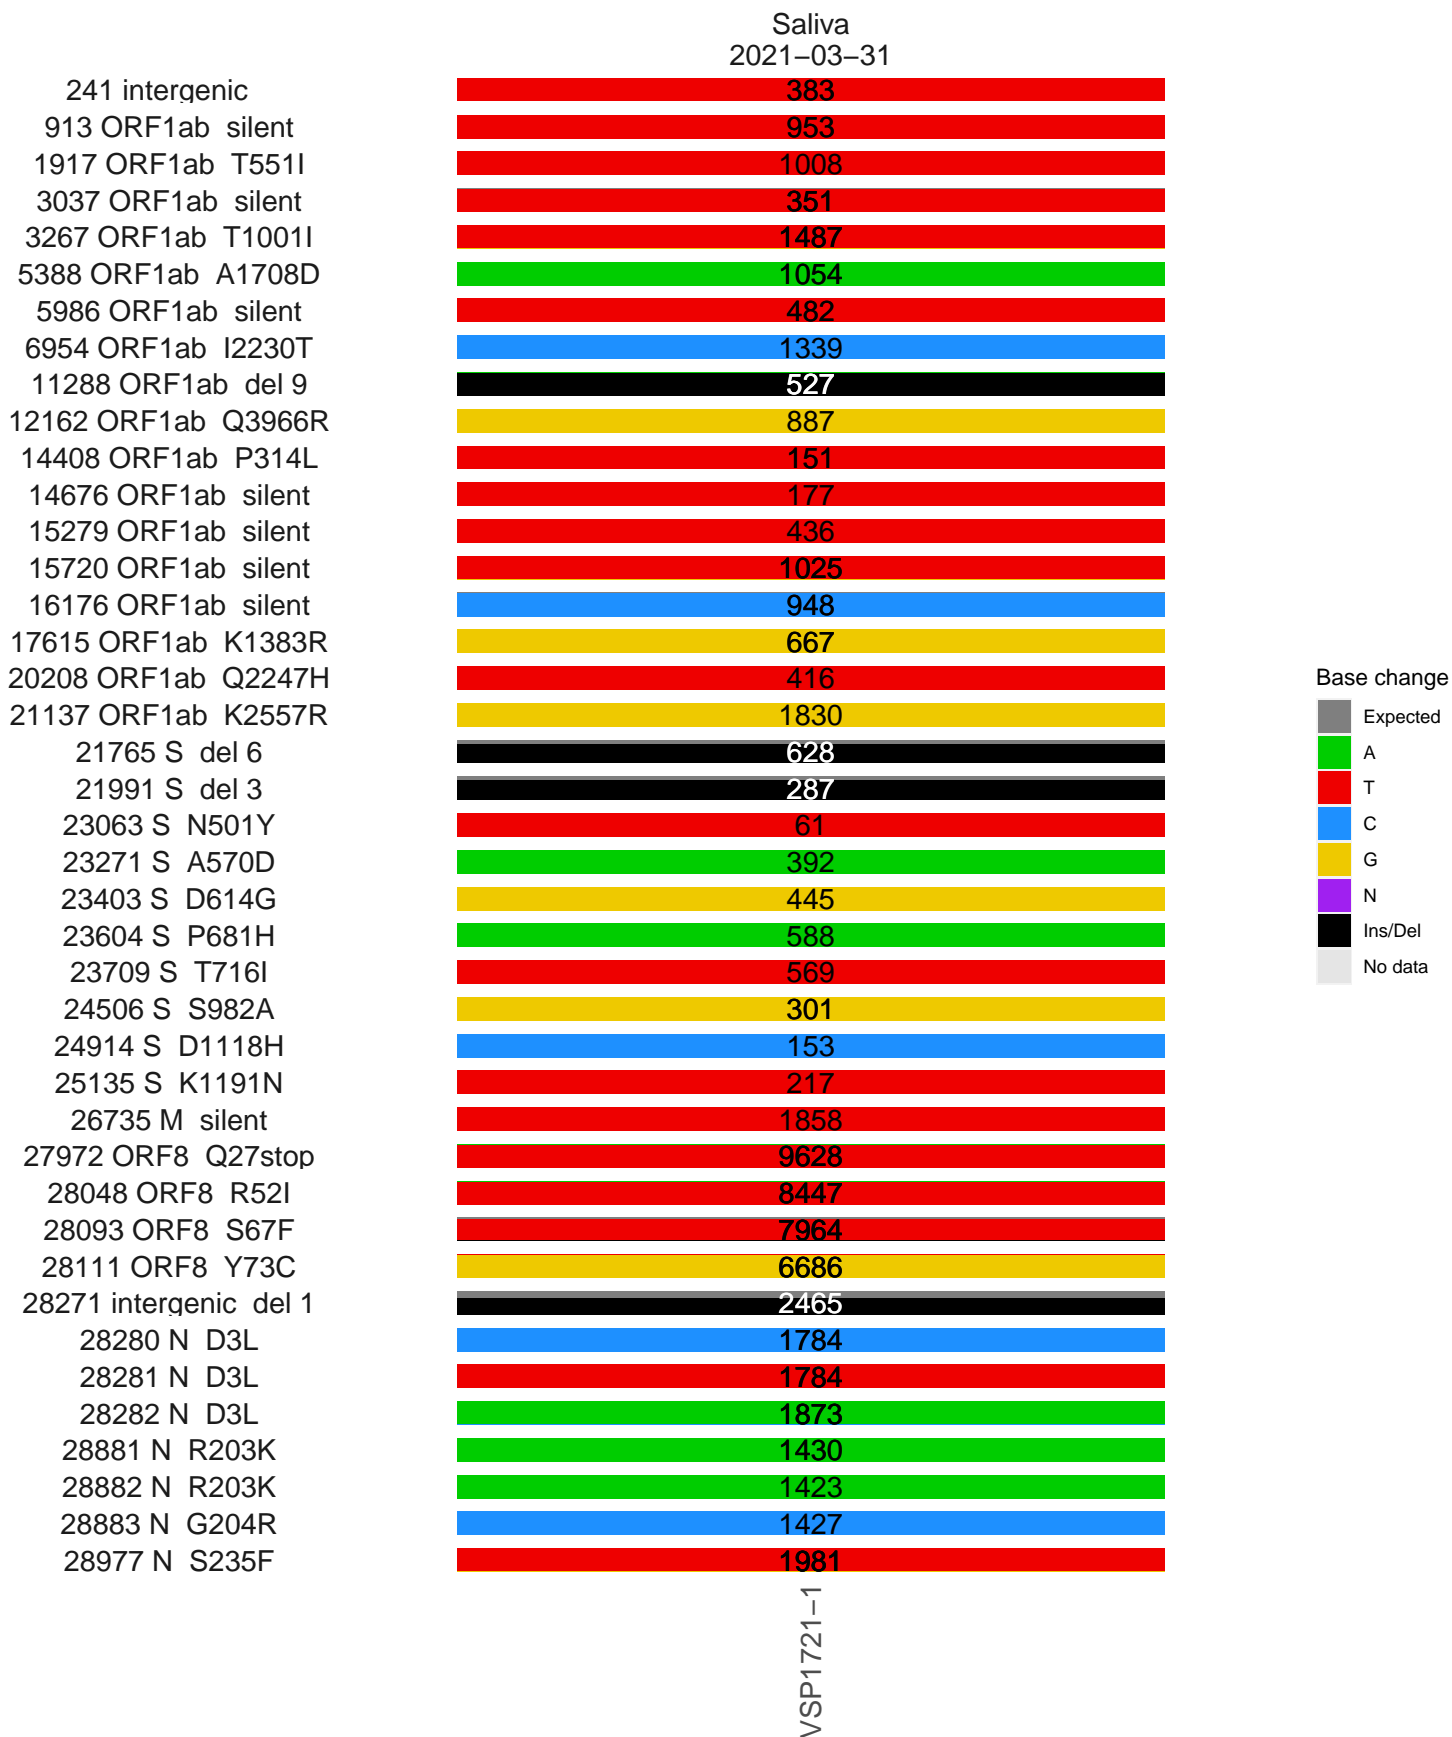 Saliva
2021−03−31
241 intergenic 383
913 ORF1ab silent 953
1917 ORF1ab T551I 1008
3037 ORF1ab silent 351
3267 ORF1ab T1001I 1487
5388 ORF1ab A1708D 1054
5986 ORF1ab silent 482
6954 ORF1ab I2230T 1339
11288 ORF1ab del 9 527
12162 ORF1ab Q3966R 887
14408 ORF1ab P314L 151
14676 ORF1ab silent 177
15279 ORF1ab silent 436
15720 ORF1ab silent 1025
16176 ORF1ab silent 948
17615 ORF1ab K1383R 667
20208 ORF1ab Q2247H 416
21137 ORF1ab K2557R 1830
21765 S del 6 628
21991 S del 3 287
23063 S N501Y 61
23271 S A570D 392
23403 S D614G 445
23604 S P681H 588
23709 S T716I 569
24506 S S982A 301
24914 S D1118H 153
25135 S K1191N 217
26735 M silent 1858
27972 ORF8 Q27stop 9628
28048 ORF8 R52I 8447
28093 ORF8 S67F 7964
28111 ORF8 Y73C 6686
28271 intergenic del 1 2465
28280 N D3L 1784
28281 N D3L 1784
28282 N D3L 1873
28881 N R203K 1430
28882 N R203K 1423
28883 N G204R 1427
28977 N S235F 1981
VSP1721−1
Base change
Expected
A
T
C
G
N
Ins/Del
No data